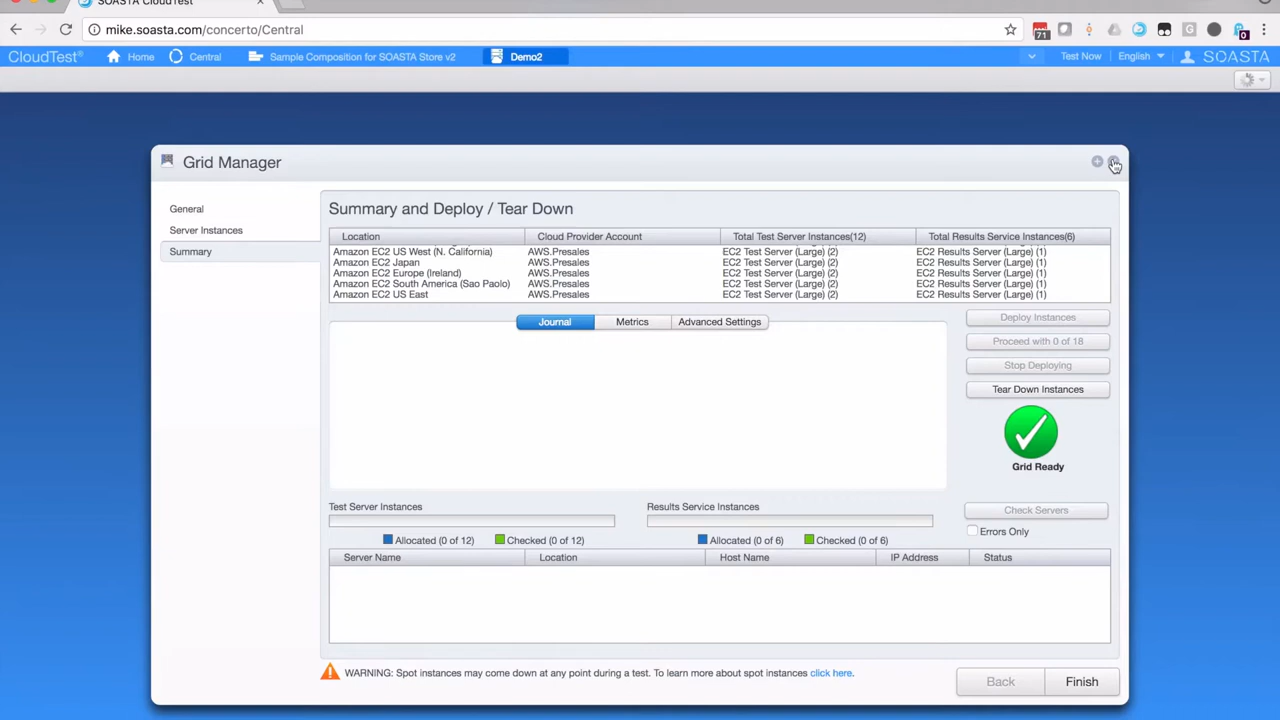 SOASTA CloudTest
mike.soasta.com/concerto/Central
71
0
CloudTest® Home Central Sample Composition for SOASTA Store v2 Demo2 Test Now English SOASTA
Grid Manager
General
Server Instances
Summary
Summary and Deploy / Tear Down
Location Cloud Provider Account Total Test Server Instances(12) Total Results Service Instances(6)
Amazon EC2 US West (N. California) AWS.Presales EC2 Test Server (Large) (2) EC2 Results Server (Large) (1)
Amazon EC2 Japan AWS.Presales EC2 Test Server (Large) (2) EC2 Results Server (Large) (1)
Amazon EC2 Europe (Ireland) AWS.Presales EC2 Test Server (Large) (2) EC2 Results Server (Large) (1)
Amazon EC2 South America (Sao Paolo) AWS.Presales EC2 Test Server (Large) (2) EC2 Results Server (Large) (1)
Amazon EC2 US East AWS.Presales EC2 Test Server (Large) (2) EC2 Results Server (Large) (1)
Journal Metrics Advanced Settings
Deploy Instances
Proceed with 0 of 18
Stop Deploying
Tear Down Instances
Grid Ready
Test Server Instances Results Service Instances
Check Servers
Errors Only
Allocated (0 of 12) Checked (0 of 12) Allocated (0 of 6) Checked (0 of 6)
Server Name Location Host Name IP Address Status
WARNING: Spot instances may come down at any point during a test. To learn more about spot instances click here.
Back Finish